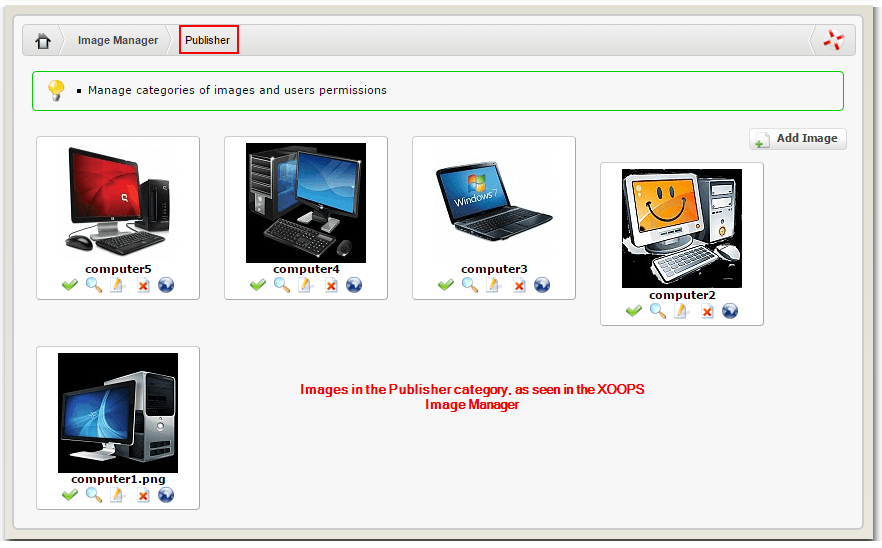 Image Manager
Publisher
Manage categories of images and users permissions
Add Image
Windows 7
computer5
computer4
computer3
computer2
Images in the Publisher category, as seen in the XOOPS
Image Manager
computer1.png